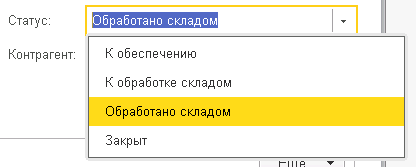 Статус: Обработано складом
К обеспечению
Контрагент:
К обработке складом
Обработано складом
Закрыт
Еще